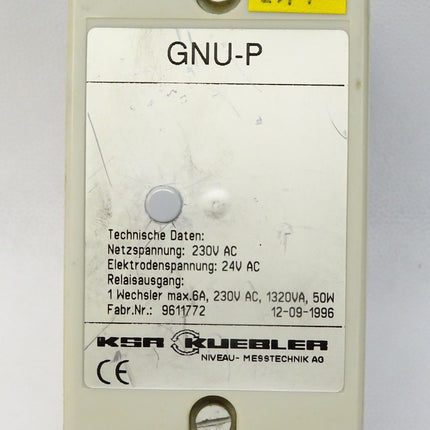 GNU-P
Technische Daten:
Netzspannung: 230V AC
Elektrodenspannung: 24V AC
Relaisausgang:
1 Wechsler max.6A, 230V AC, 1320VA, 50W
Fabr.Nr.: 9611772 12-09-1996
KSR KUEBLER
NIVEAU- MESSTECHNIK AG
CE